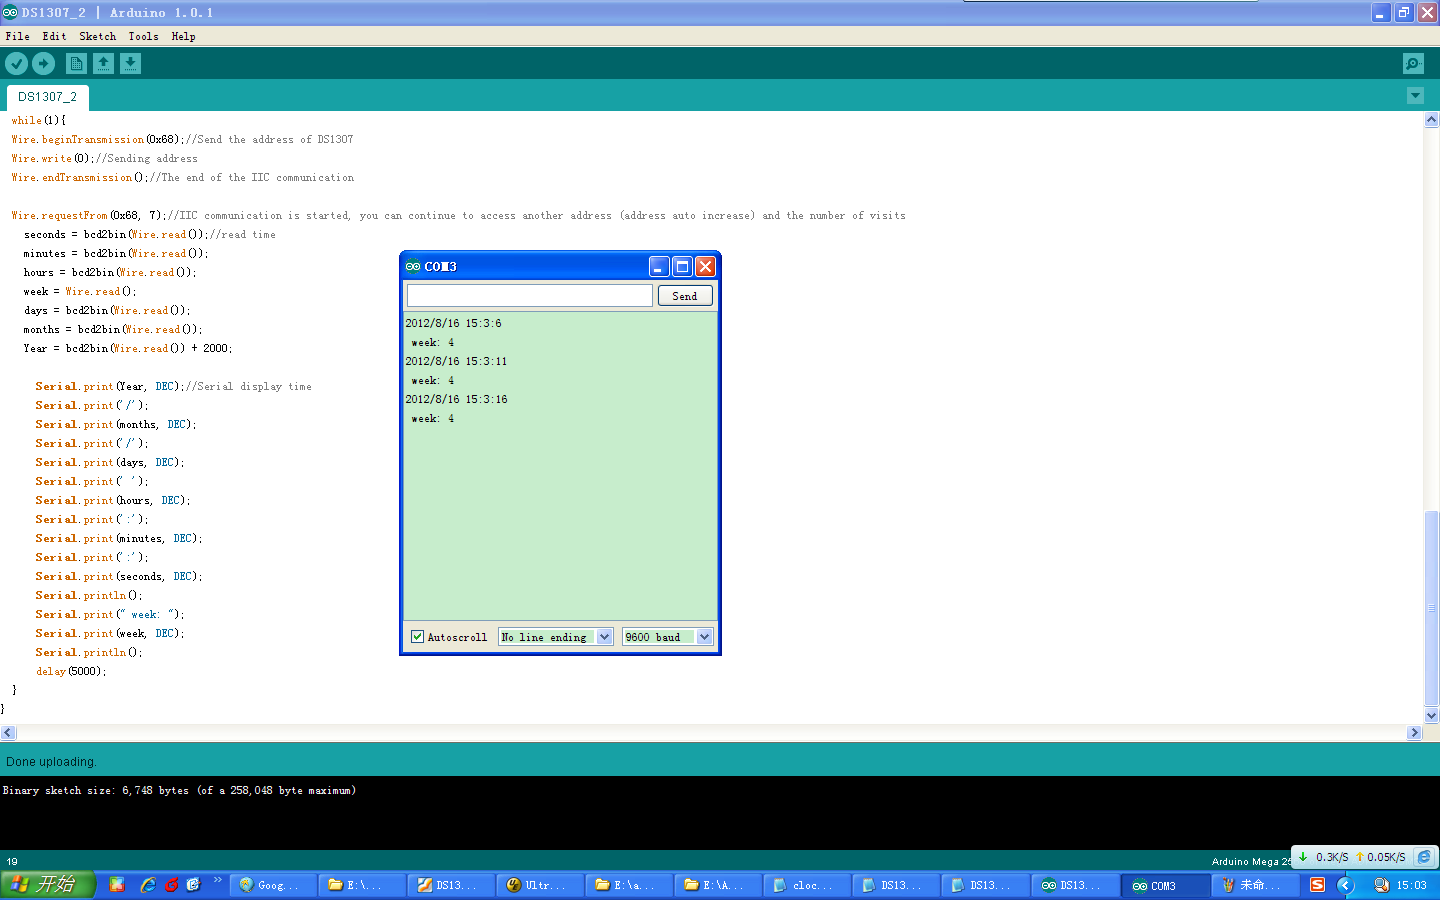 DS1307_2 | Arduino 1.0.1
File Edit Sketch Tools Help
DS1307_2
while(1){
Wire.beginTransmission(0x68);//Send the address of DS1307
Wire.write(0);//Sending address
Wire.endTransmission();//The end of the IIC communication
Wire.requestFrom(0x68, 7);//IIC communication is started, you can continue to access another address (address auto increase) and the number of visits
seconds = bcd2bin(Wire.read());//read time
minutes = bcd2bin(Wire.read());
hours = bcd2bin(Wire.read());
week = Wire.read();
days = bcd2bin(Wire.read());
months = bcd2bin(Wire.read());
Year = bcd2bin(Wire.read()) + 2000;
Serial.print(Year, DEC);//Serial display time
Serial.print('/');
Serial.print(months, DEC);
Serial.print('/');
Serial.print(days, DEC);
Serial.print(' ');
Serial.print(hours, DEC);
Serial.print(':');
Serial.print(minutes, DEC);
Serial.print(':');
Serial.print(seconds, DEC);
Serial.println();
Serial.print(" week: ");
Serial.print(week, DEC);
Serial.println();
delay(5000);
}
}
COM3
Send
2012/8/16 15:3:6
week: 4
2012/8/16 15:3:11
week: 4
2012/8/16 15:3:16
week: 4
Autoscroll No line ending 9600 baud
Done uploading.
Binary sketch size: 6,748 bytes (of a 258,048 byte maximum)
19
Arduino Mega 25
0.3K/S 0.05K/S
开始 Goog... E:\... DS13... Ultr... E:\a... E:\A... cloc... DS13... DS13... DS13... COM3 未命... 15:03